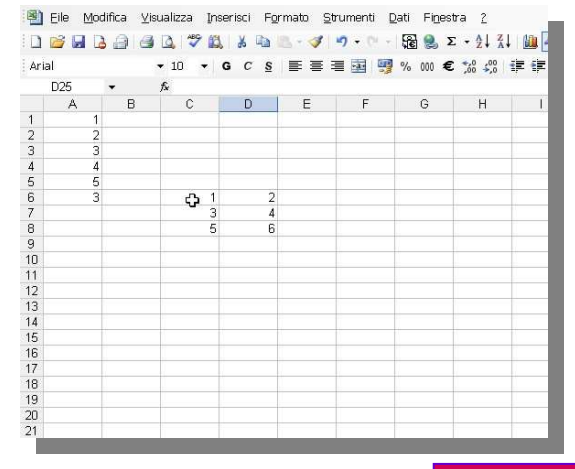 File Modifica Visualizza Inserisci Formato Strumenti Dati Finestra ?
Arial 10 G C S % 000 €
D25 fx
A B C D E F G H I
1 1
2 2
3 3
4 4
5 5
6 3 1 2
7 3 4
8 5 6
9
10
11
12
13
14
15
16
17
18
19
20
21